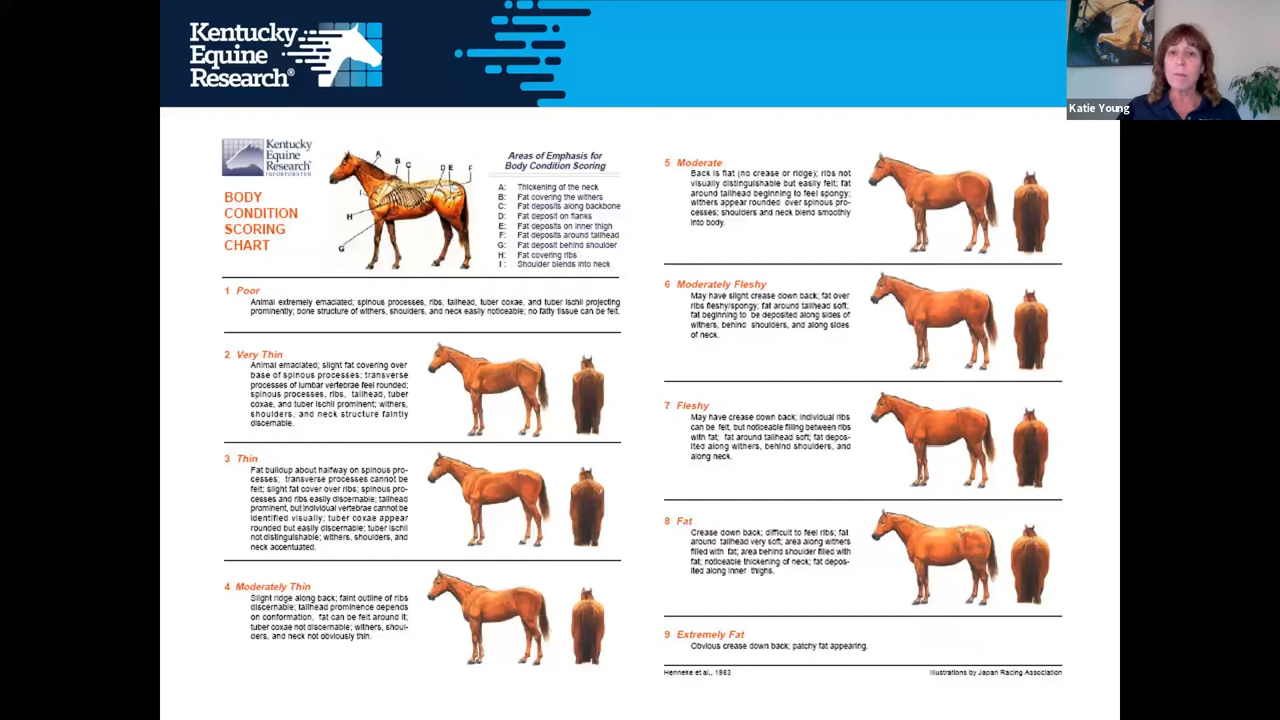 Kentucky
Equine
Research®
Katie Young
Kentucky
Equine
Research
INCORPORATED
BODY
CONDITION
SCORING
CHART
A
B
C
D E
F
I
H
G
Areas of Emphasis for
Body Condition Scoring
A: Thickening of the neck
B: Fat covering the withers
C: Fat deposits along backbone
D: Fat deposit on flanks
E: Fat deposits on inner thigh
F: Fat deposits around tailhead
G: Fat deposit behind shoulder
H: Fat covering ribs
I: Shoulder blends into neck
1 Poor
Animal extremely emaciated; spinous processes, ribs, tailhead, tuber coxae, and tuber ischii projecting
prominently; bone structure of withers, shoulders, and neck easily noticeable; no fatty tissue can be felt.
2 Very Thin
Animal emaciated; slight fat covering over
base of spinous processes; transverse
processes of lumbar vertebrae feel rounded;
spinous processes, ribs, tailhead, tuber
coxae, and tuber ischii prominent; withers,
shoulders, and neck structure faintly
discernable.
3 Thin
Fat buildup about halfway on spinous pro-
cesses, transverse processes cannot be
felt; slight fat cover over ribs; spinous pro-
cesses and ribs easily discernable; tailhead
prominent, but individual vertebrae cannot be
identified visually; tuber coxae appear
rounded but easily discernable; tuber ischii
not distinguishable; withers, shoulders, and
neck accentuated.
4 Moderately Thin
Slight ridge along back; faint outline of ribs
discernable; tailhead prominence depends
on conformation, fat can be felt around it;
tuber coxae not discernable; withers, shoul-
ders, and neck not obviously thin.
5 Moderate
Back is flat (no crease or ridge); ribs not
visually distinguishable but easily felt; fat
around tailhead beginning to feel spongy;
withers appear rounded over spinous pro-
cesses; shoulders and neck blend smoothly
into body.
6 Moderately Fleshy
May have slight crease down back; fat over
ribs fleshy/spongy, fat around tailhead soft;
fat beginning to be deposited along sides of
withers, behind shoulders, and along sides
of neck.
7 Fleshy
May have crease down back; individual ribs
can be felt, but noticeable filling between ribs
with fat; fat around tailhead soft; fat depos-
ited along withers, behind shoulders, and
along neck.
8 Fat
Crease down back; difficult to feel ribs; fat
around tailhead very soft; area along withers
filled with fat; area behind shoulder filled with
fat; noticeable thickening of neck; fat depos-
ited along inner thighs.
9 Extremely Fat
Obvious crease down back; patchy fat appearing.
Henneke et al., 1983
Illustrations by Japan Racing Association